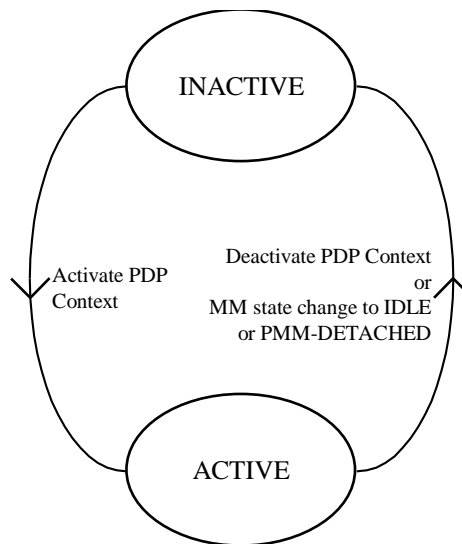 INACTIVE
Activate PDP
Context
Deactivate PDP Context
or
MM state change to IDLE
or PMM-DETACHED
ACTIVE